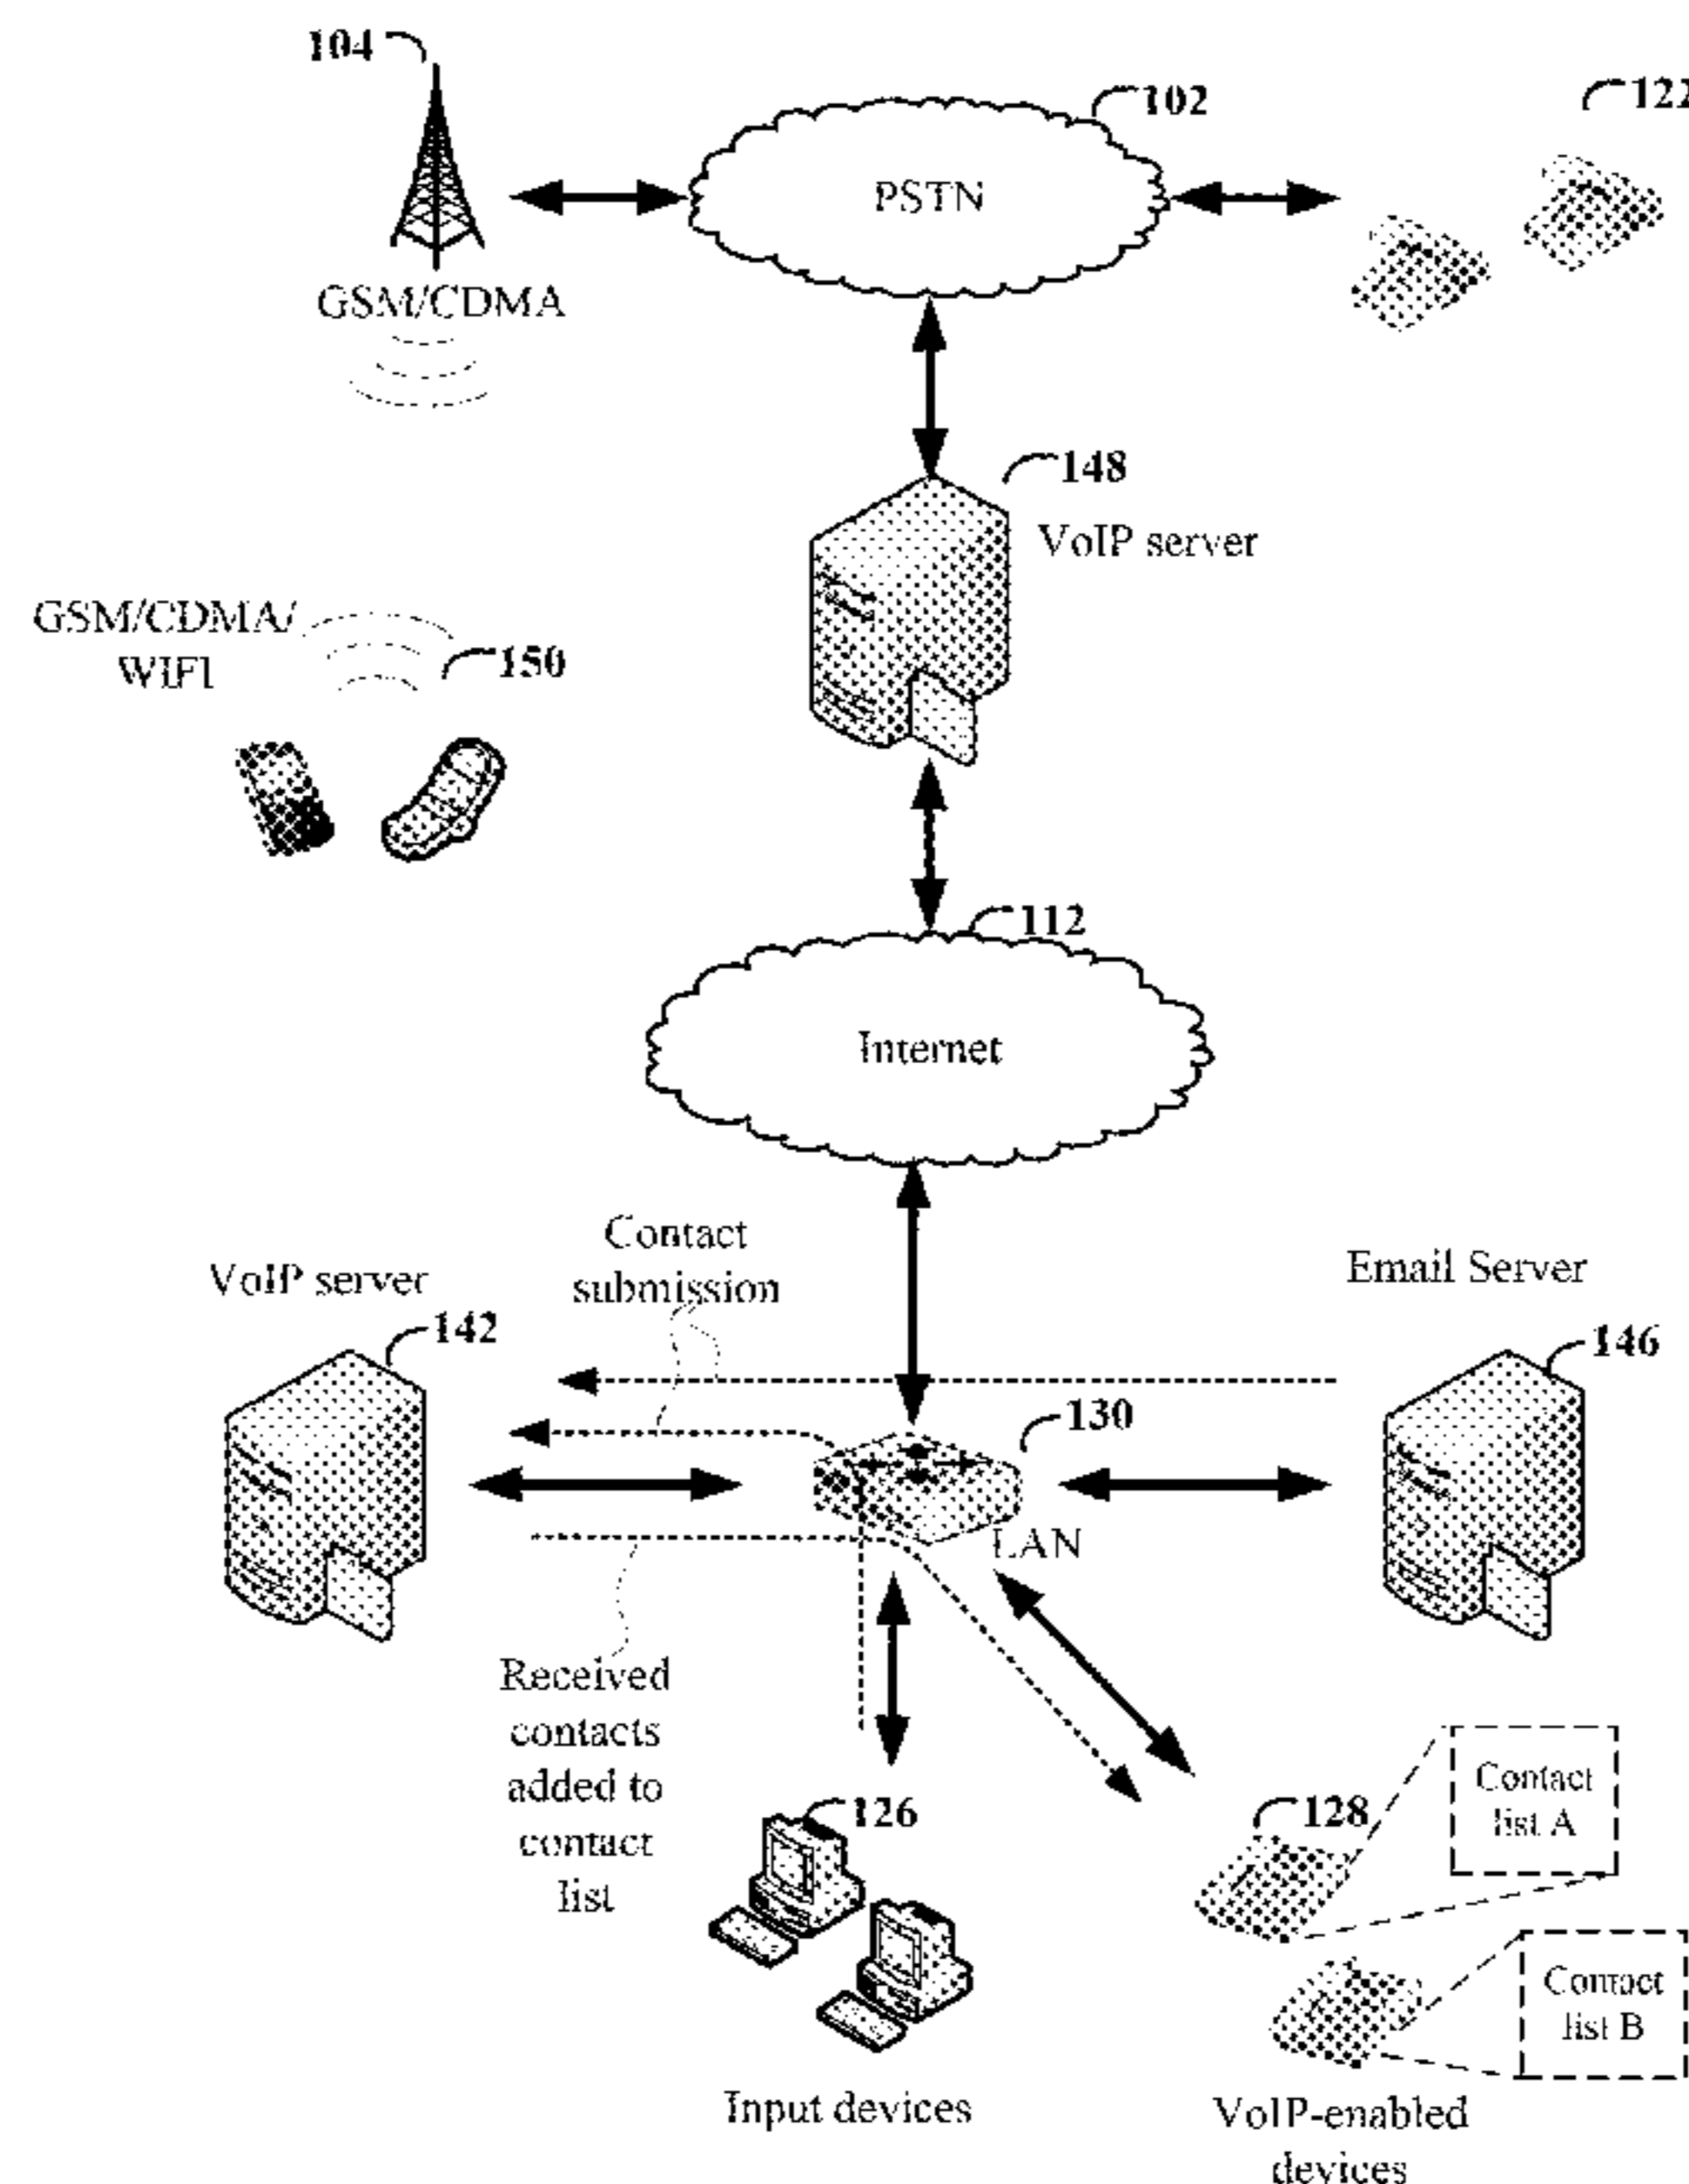 104
102
122
PSTN
GSM/CDMA
148
VoIP server
GSM/CDMA/
WIFI
150
112
Internet
Contact
submission
VoIP server
Email Server
142
146
130
LAN
Received
contacts
added to
contact
list
126
128
Contact
list A
Contact
list B
Input devices
VoIP-enabled
devices